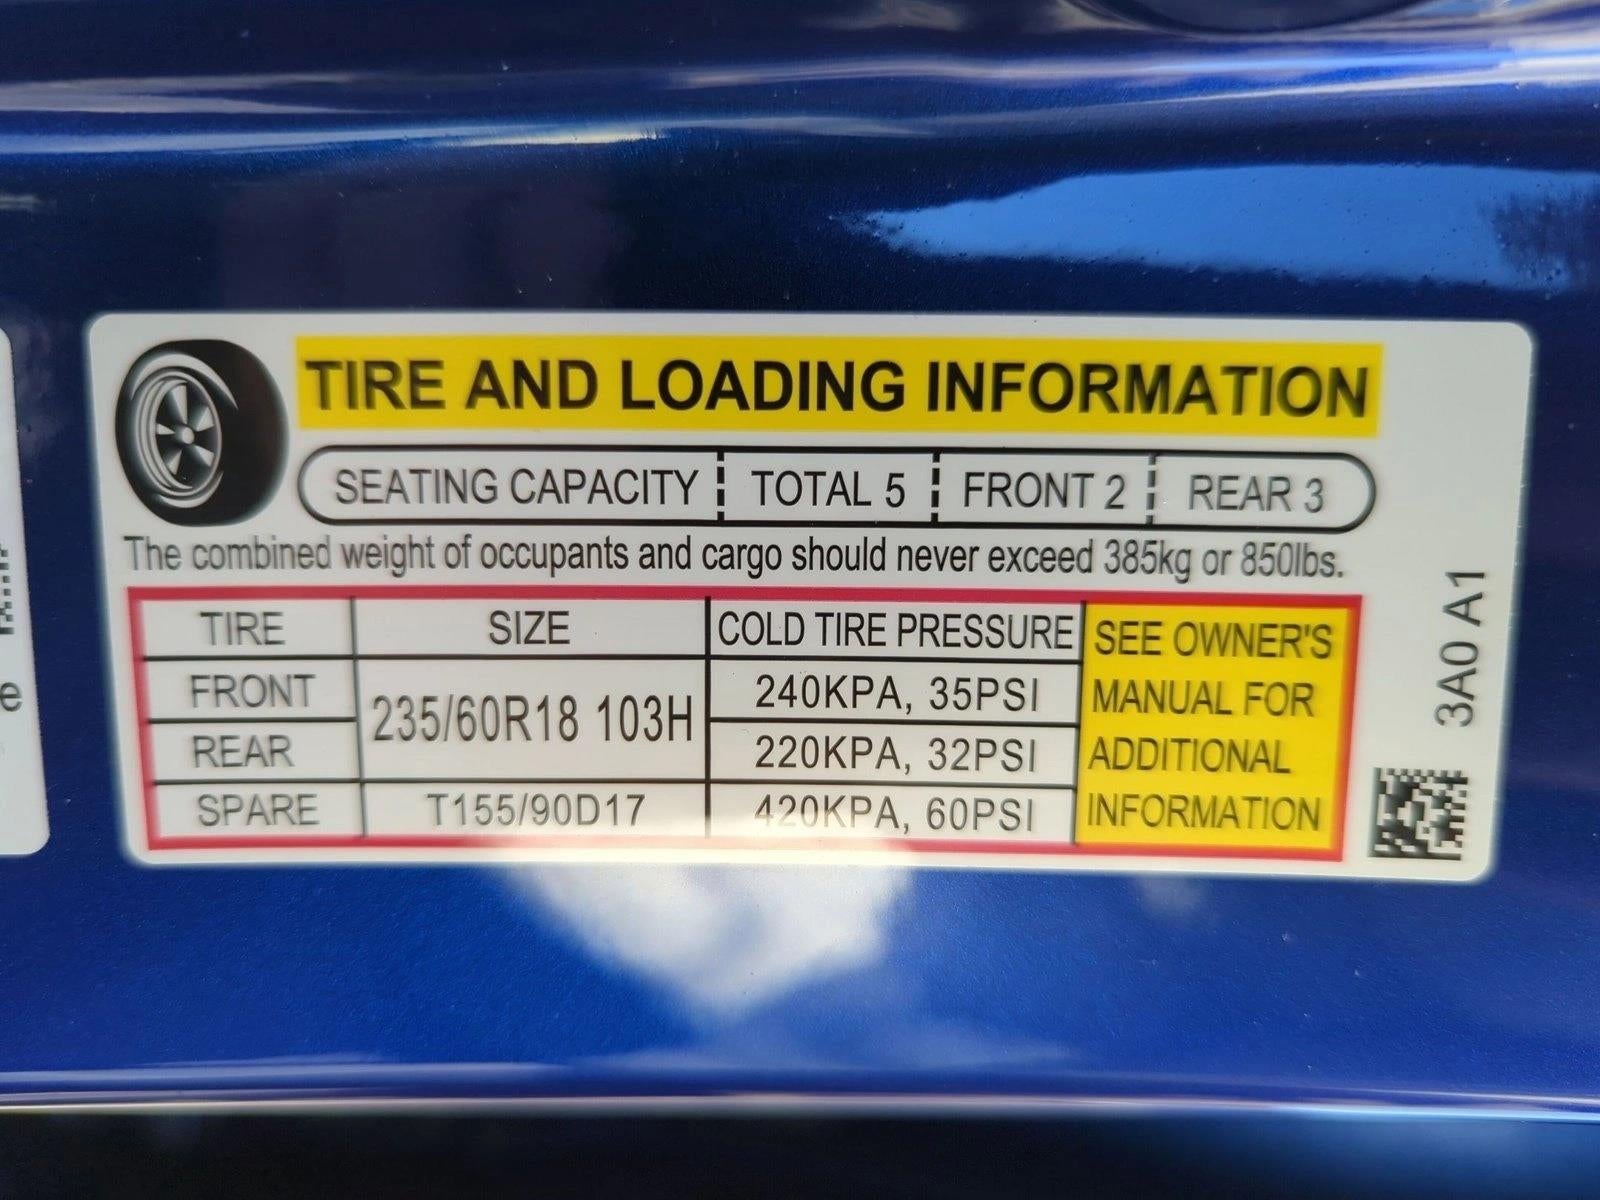 TIRE AND LOADING INFORMATION
SEATING CAPACITY TOTAL 5 FRONT 2 REAR 3
The combined weight of occupants and cargo should never exceed 385kg or 850lbs.
TIRE SIZE COLD TIRE PRESSURE
FRONT 235/60R18 103H 240KPA, 35PSI
REAR 220KPA, 32PSI
SPARE T155/90D17 420KPA, 60PSI
SEE OWNER'S
MANUAL FOR
ADDITIONAL
INFORMATION
3A0 A1
e